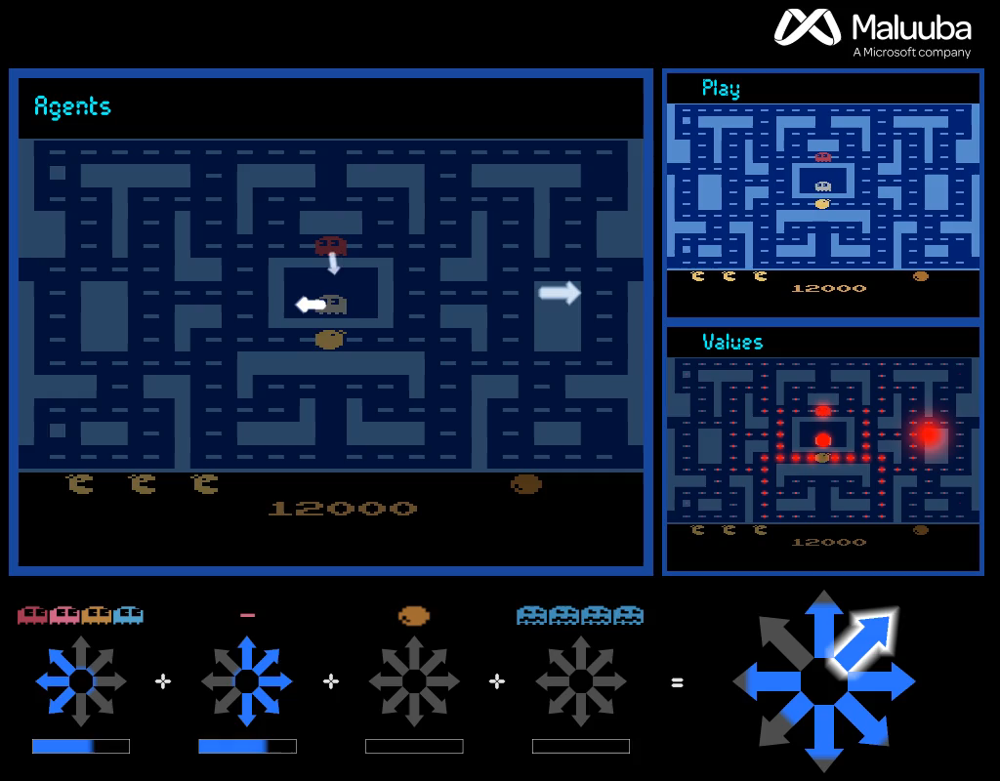 Maluuba
A Microsoft company
Agents
12000
Play
12000
Values
12000